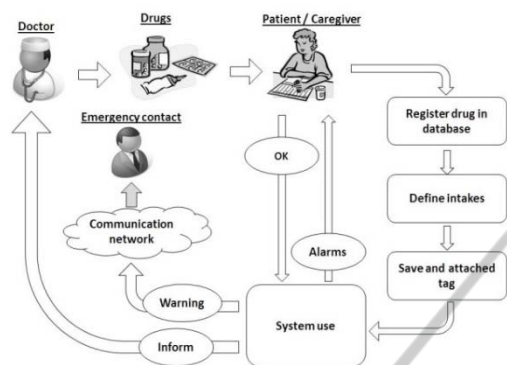 Doctor
Drugs
Patient / Caregiver
Emergency contact
Register drug in
database
OK
Define intakes
Communication
network
Alarms
Save and attached
tag
Warning
System use
Inform